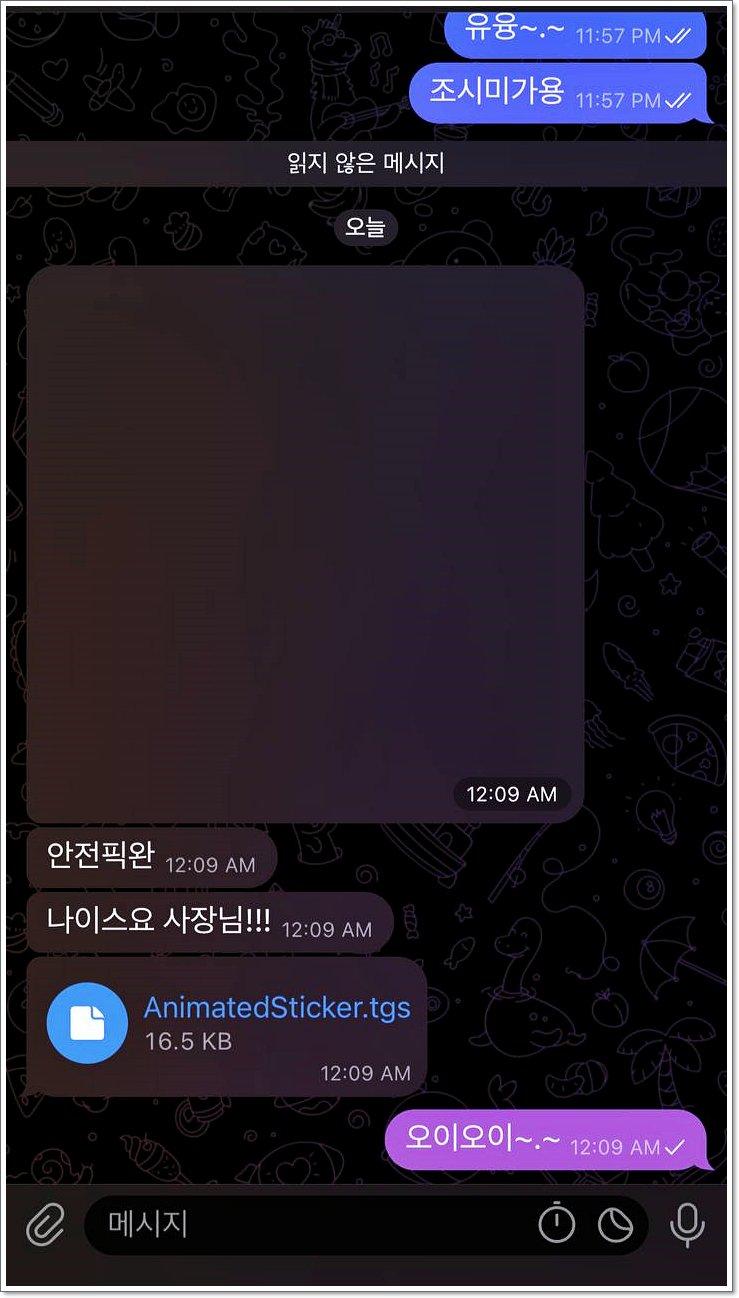 유융~.~ 11:57 PM
조시미가용 11:57 PM
읽지 않은 메시지
오늘
12:09 AM
안전픽완 12:09 AM
나이스요 사장님!!! 12:09 AM
AnimatedSticker.tgs
16.5 KB
12:09 AM
오이오이~.~ 12:09 AM
메시지